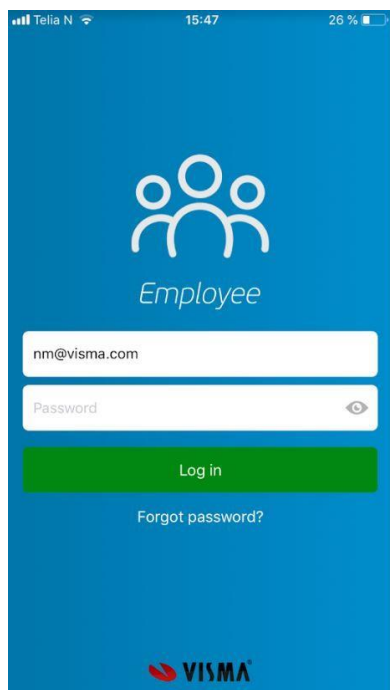 Telia N 15:47 26 %
Employee
nm@visma.com
Password
Log in
Forgot password?
VISMA